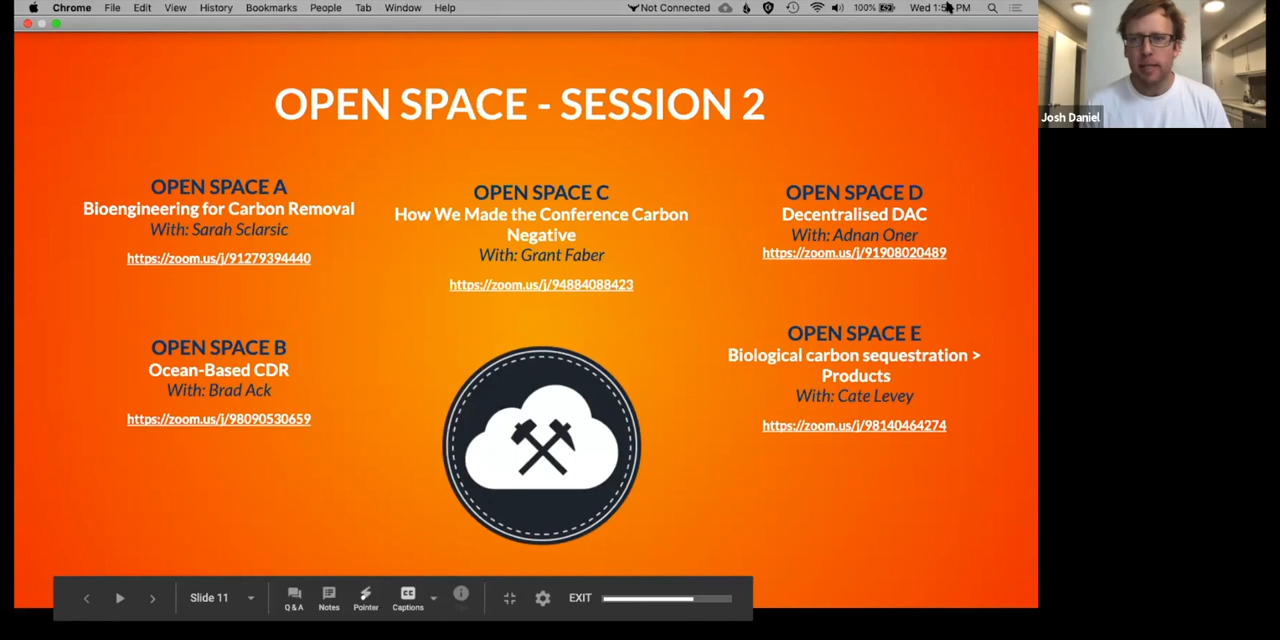 Chrome File Edit View History Bookmarks People Tab Window Help
Not Connected 100% Wed PM
Josh Daniel
OPEN SPACE - SESSION 2
OPEN SPACE A
Bioengineering for Carbon Removal
With: Sarah Sclarsic
https://zoom.us/j/91279394440
OPEN SPACE B
Ocean-Based CDR
With: Brad Ack
https://zoom.us/j/98090530659
OPEN SPACE C
How We Made the Conference Carbon
Negative
With: Grant Faber
https://zoom.us/j/94884088423
OPEN SPACE D
Decentralised DAC
With: Adnan Oner
https://zoom.us/j/91908020489
OPEN SPACE E
Biological carbon sequestration >
Products
With: Cate Levey
https://zoom.us/j/98140464274
Slide 11
Q & A Notes Pointer Captions
EXIT